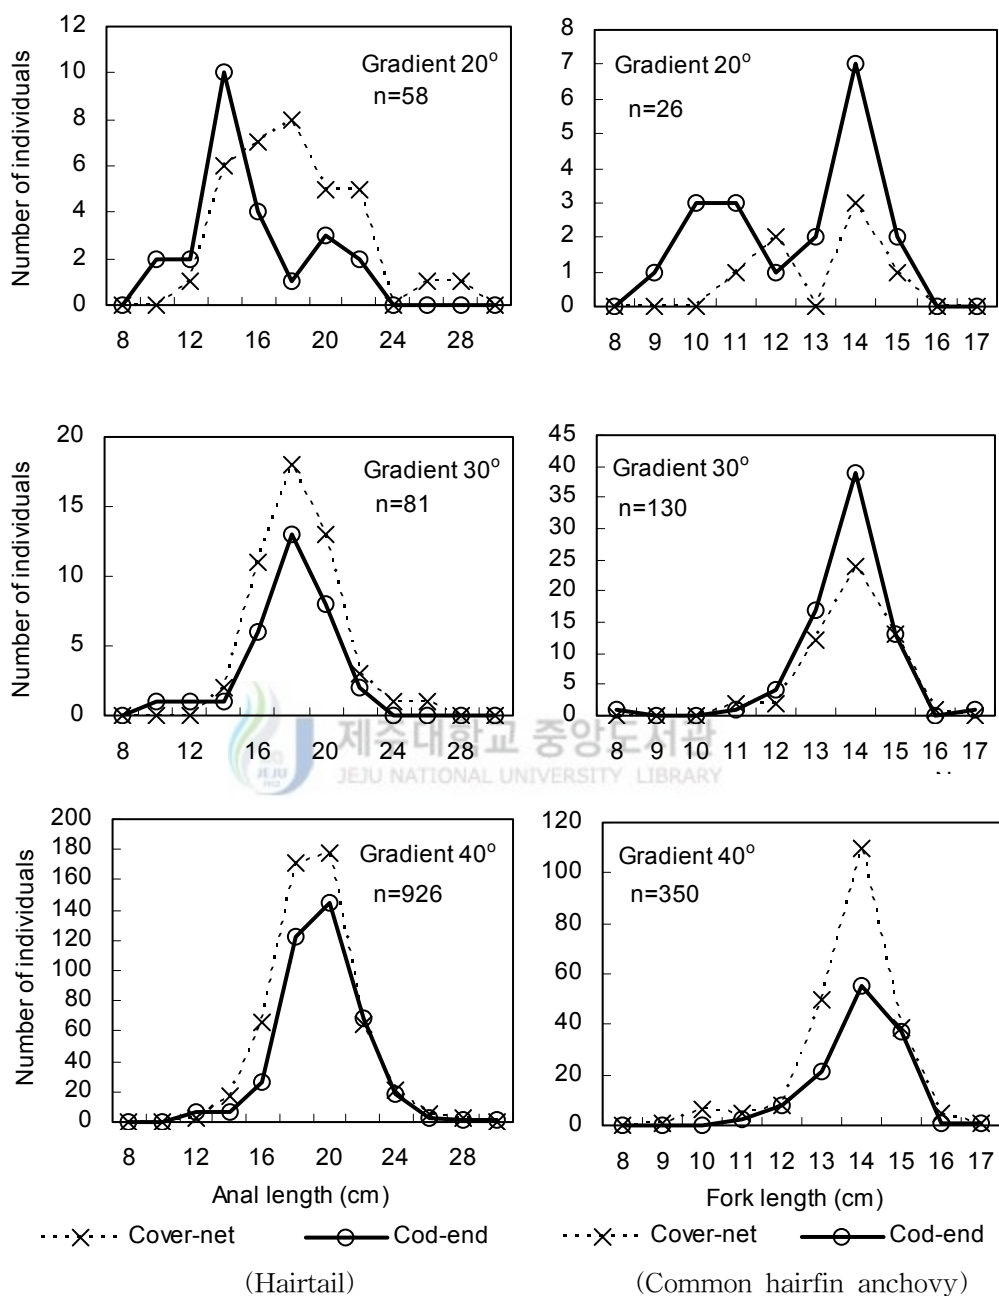 12
10
8
6
4
2
0
Number of individuals
Gradient 20°
n=58
8 12 16 20 24 28
8
7
6
5
4
3
2
1
0
Gradient 20°
n=26
8 9 10 11 12 13 14 15 16 17
20
15
10
5
0
Number of individuals
Gradient 30°
n=81
8 12 16 20 24 28
45
40
35
30
25
20
15
10
5
0
Gradient 30°
n=130
8 9 10 11 12 13 14 15 16 17
제주대학교 중앙도서관
JEJU NATIONAL UNIVERSITY LIBRARY
JEJU
1952
200
180
160
140
120
100
80
60
40
20
0
Number of individuals
Gradient 40°
n=926
8 12 16 20 24 28
Anal length (cm)
Cover-net Cod-end
(Hairtail)
120
100
80
60
40
20
0
Gradient 40°
n=350
8 9 10 11 12 13 14 15 16 17
Fork length (cm)
Cover-net Cod-end
(Common hairfin anchovy)